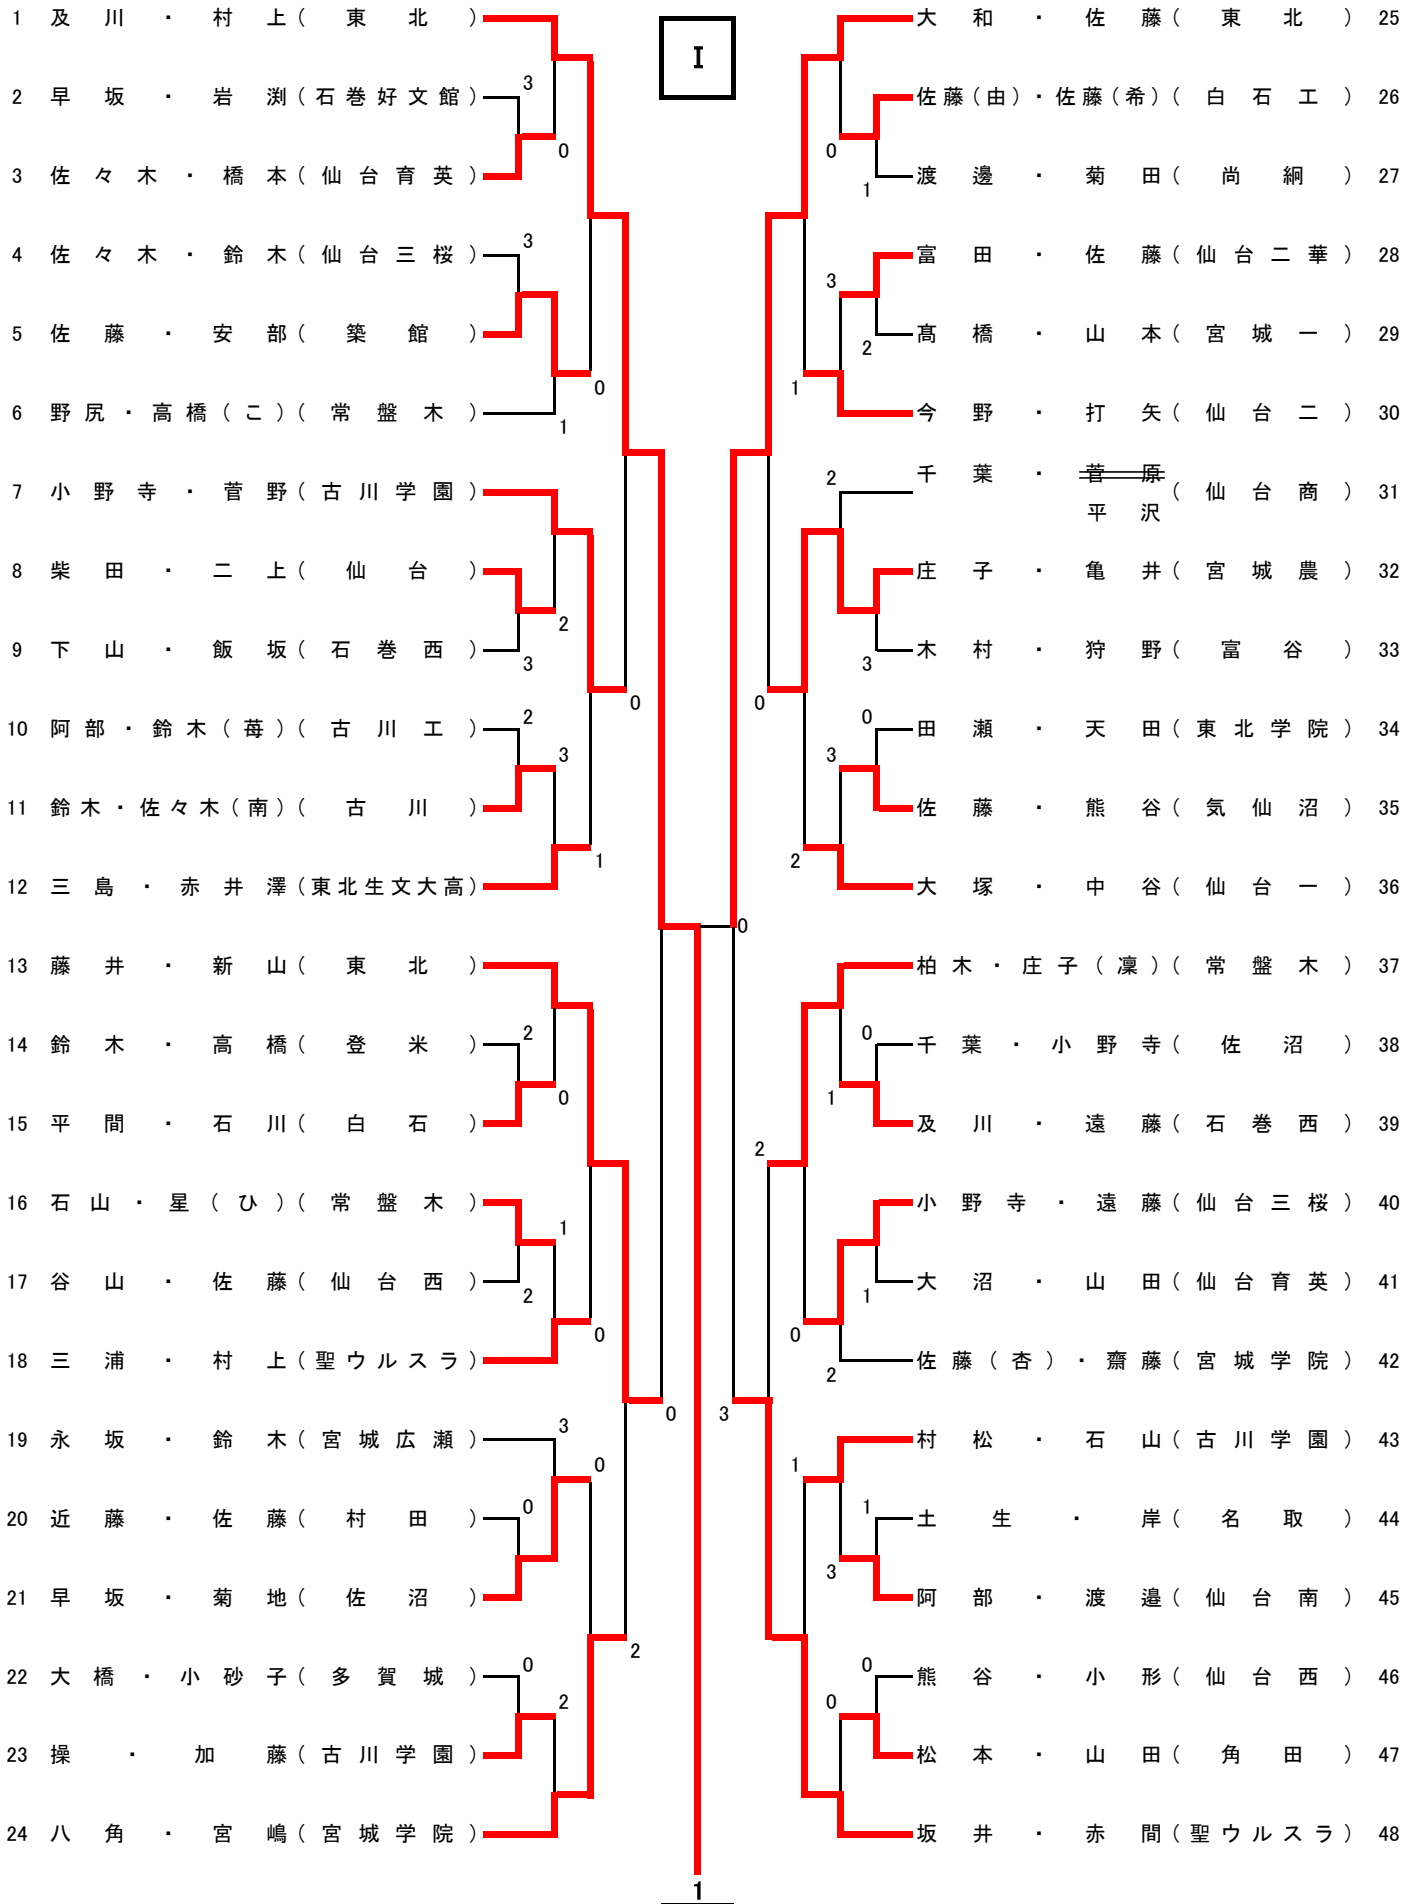 I
1 及川・村上(東北)
3
2 早坂・岩渕(石巻好文館)
0
3 佐々木・橋本(仙台育英)
3
4 佐々木・鈴木(仙台三桜)
5 佐藤・安部(築館)
0
6 野尻・高橋(こ)(常盤木)
1
7 小野寺・菅野(古川学園)
8 柴田・二上(仙台)
2
9 下山・飯坂(石巻西)
3
0
10 阿部・鈴木(苺)(古川工)
2
3
11 鈴木・佐々木(南)(古川)
1
12 三島・赤井澤(東北生文大高)
13 藤井・新山(東北)
2
14 鈴木・高橋(登米)
0
15 平間・石川(白石)
16 石山・星(ひ)(常盤木)
1
17 谷山・佐藤(仙台西)
2
0
18 三浦・村上(聖ウルスラ)
0
3
19 永坂・鈴木(宮城広瀬)
0
0
20 近藤・佐藤(村田)
21 早坂・菊地(佐沼)
2
0
22 大橋・小砂子(多賀城)
2
23 操・加藤(古川学園)
24 八角・宮嶋(宮城学院)
大和・佐藤(東北) 25
佐藤(由)・佐藤(希)(白石工) 26
0
渡邊・菊田(尚絅) 27
1
富田・佐藤(仙台二華) 28
3
髙橋・山本(宮城一) 29
2
1
今野・打矢(仙台二) 30
2
千葉・菅原
(仙台商) 31
平沢
庄子・亀井(宮城農) 32
木村・狩野(富谷) 33
3
0
0
田瀬・天田(東北学院) 34
3
佐藤・熊谷(気仙沼) 35
2
大塚・中谷(仙台一) 36
0
柏木・庄子(凜)(常盤木) 37
0
千葉・小野寺(佐沼) 38
1
及川・遠藤(石巻西) 39
2
小野寺・遠藤(仙台三桜) 40
大沼・山田(仙台育英) 41
1
0
佐藤(杏)・齋藤(宮城学院) 42
2
3
村松・石山(古川学園) 43
1
1
土生・岸(名取) 44
3
阿部・渡邉(仙台南) 45
0
熊谷・小形(仙台西) 46
0
松本・山田(角田) 47
坂井・赤間(聖ウルスラ) 48
1